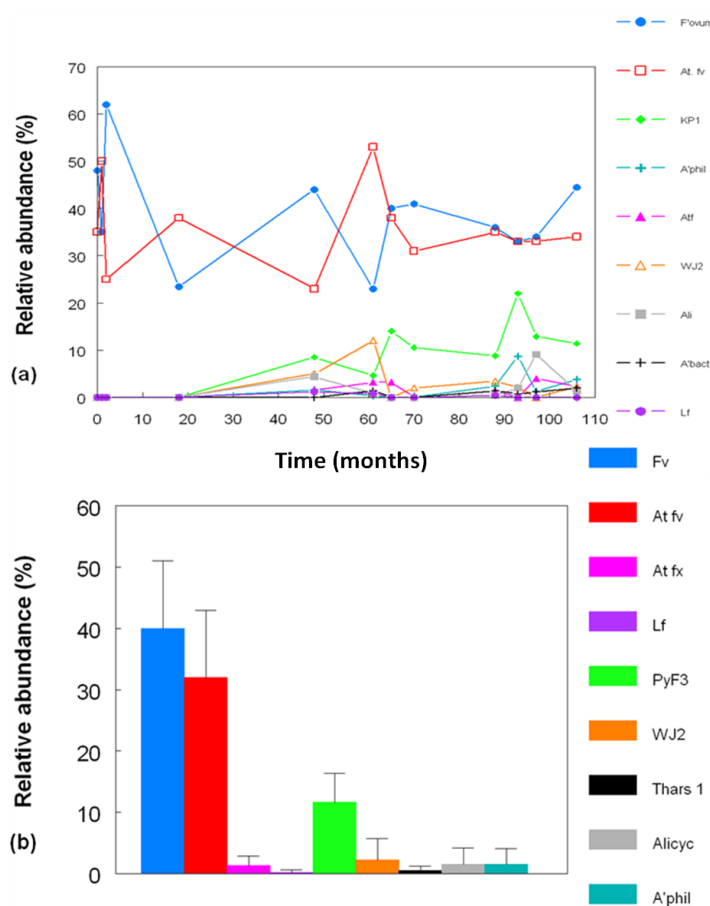 F'ovum
70
60
50
40
30
20
10
0
Relative abundance (%)
(a)
0 10 20 30 40 50 60 70 80 90 100 110
Time (months)
At. fv
KP1
A'phil
Atf
WJ2
Ali
A'bact
Lf
60
50
40
30
20
10
0
Relative abundance (%)
(b)
Fv
At fv
At fx
Lf
PyF3
WJ2
Thars 1
Alicyc
A'phil